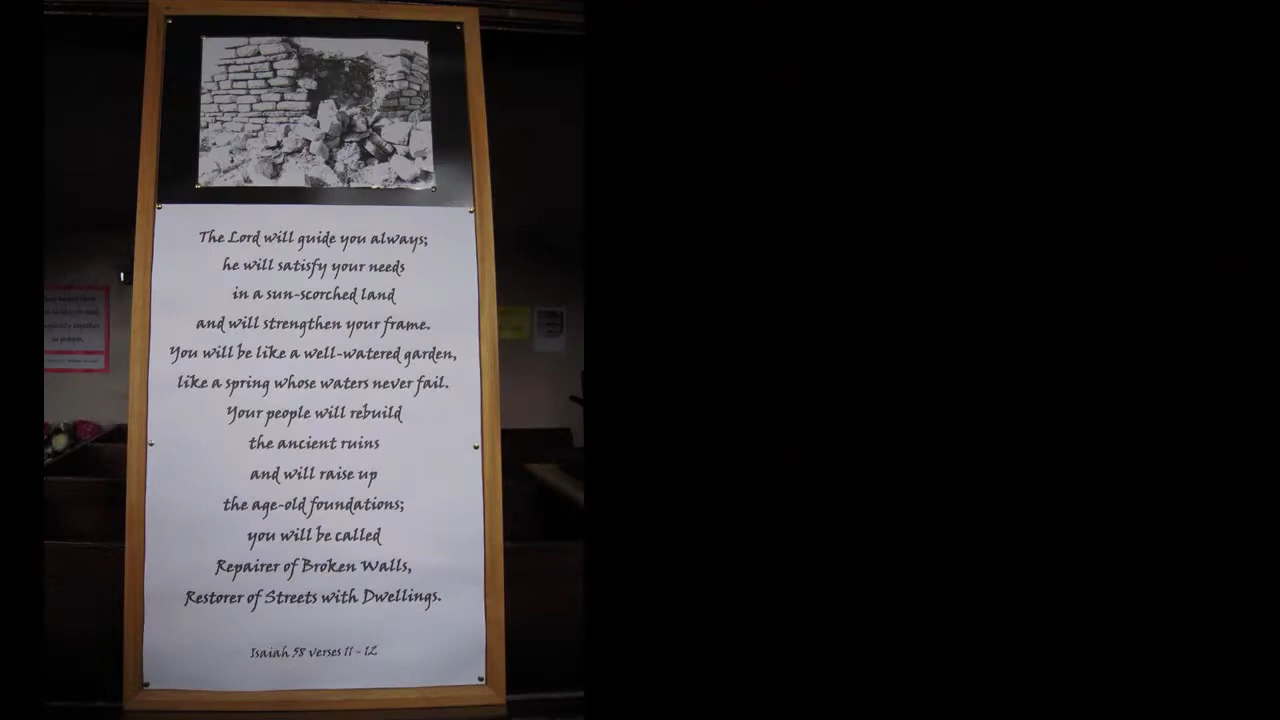 The Lord will guide you always;
he will satisfy your needs
in a sun-scorched land
and will strengthen your frame.
You will be like a well-watered garden,
like a spring whose waters never fail.
Your people will rebuild
the ancient ruins
and will raise up
the age-old foundations;
you will be called
Repairer of Broken Walls,
Restorer of Streets with Dwellings.
Isaiah 58 verses 11 - 12
together
in prayer,